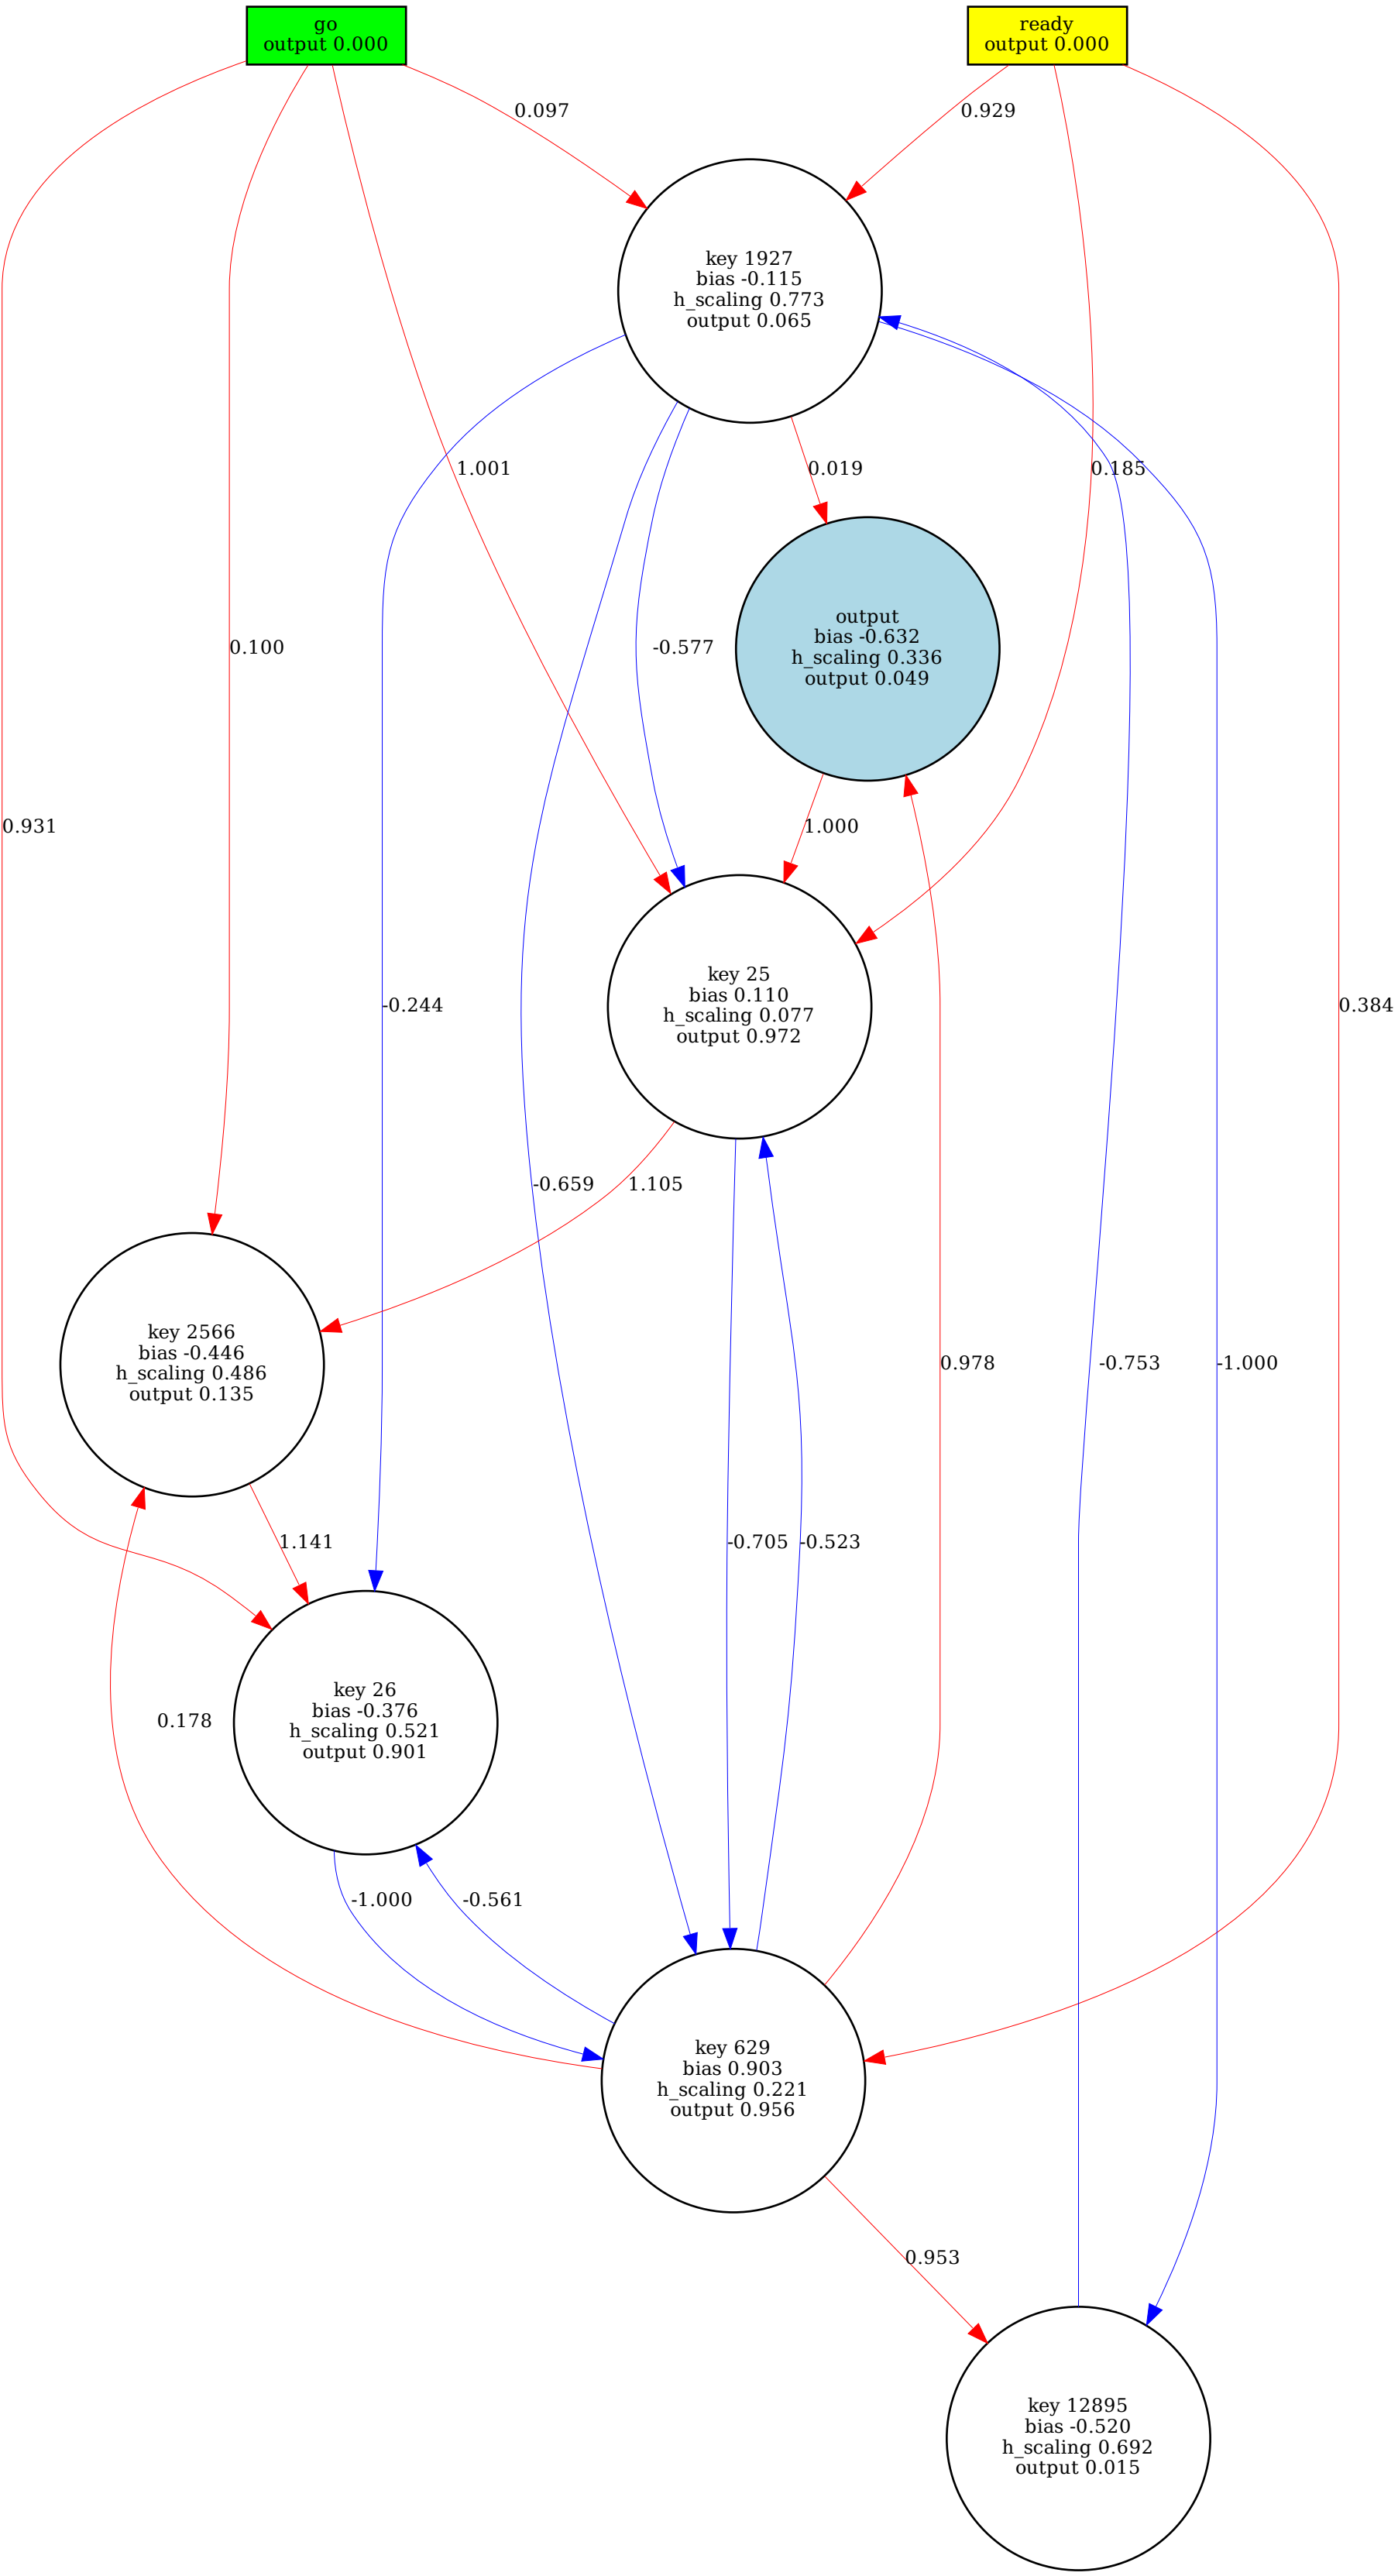 go
output 0.000
ready
output 0.000
0.097
0.929
key 1927
bias -0.115
h_scaling 0.773
output 0.065
1.001
0.019
0.185
output
bias -0.632
h_scaling 0.336
output 0.049
0.100
-0.577
0.931
1.000
key 25
bias 0.110
h_scaling 0.077
output 0.972
-0.244
0.384
-0.659
1.105
key 2566
bias -0.446
h_scaling 0.486
output 0.135
0.978
-0.753
-1.000
1.141
-0.705
-0.523
key 26
bias -0.376
h_scaling 0.521
output 0.901
0.178
-1.000
-0.561
key 629
bias 0.903
h_scaling 0.221
output 0.956
0.953
key 12895
bias -0.520
h_scaling 0.692
output 0.015